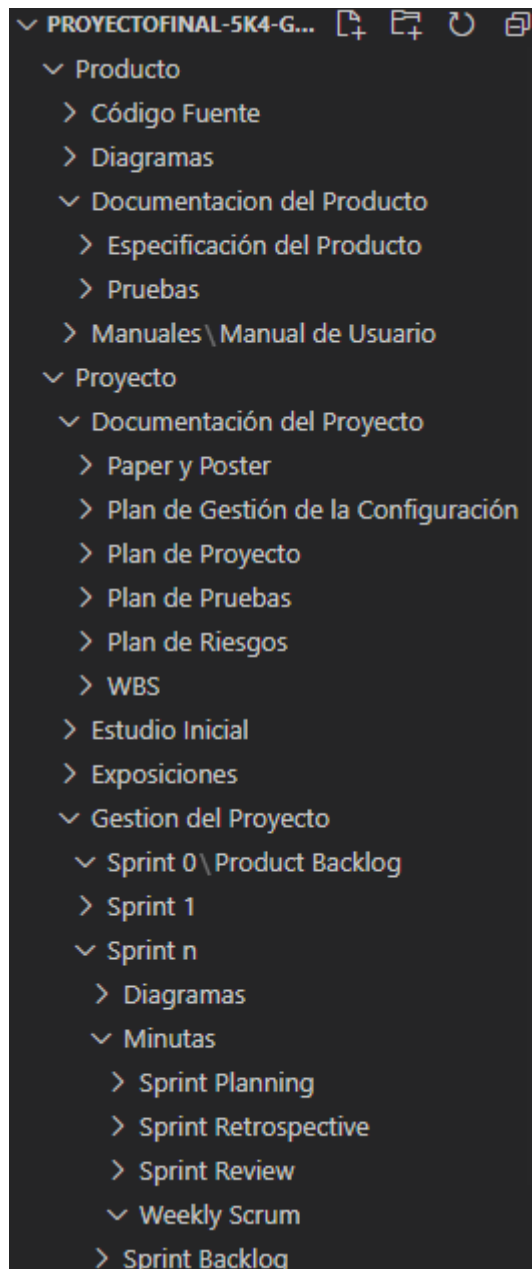 PROYECTOFINAL-5K4-G...
Producto
Código Fuente
Diagramas
Documentacion del Producto
Especificación del Producto
Pruebas
Manuales\Manual de Usuario
Proyecto
Documentación del Proyecto
Paper y Poster
Plan de Gestión de la Configuración
Plan de Proyecto
Plan de Pruebas
Plan de Riesgos
WBS
Estudio Inicial
Exposiciones
Gestion del Proyecto
Sprint 0\Product Backlog
Sprint 1
Sprint n
Diagramas
Minutas
Sprint Planning
Sprint Retrospective
Sprint Review
Weekly Scrum
Sprint Backlog